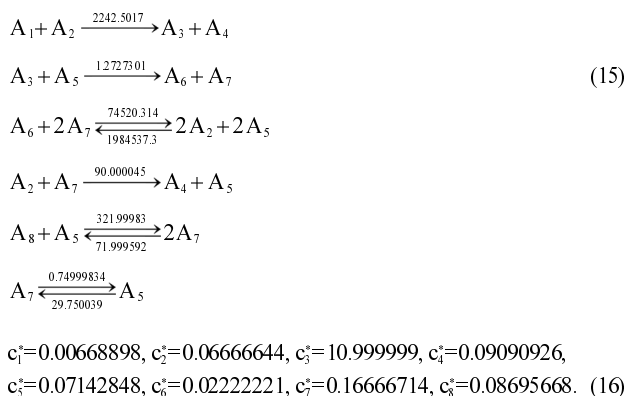 A₁+A₂ —2242.5017→ A₃+A₄
A₃+A₅ —1.2727301→ A₆+A₇ (15)
A₆+2A₇ ⇄ 2A₂+2A₅ 74520.314 1984537.3
A₂+A₇ —90.000045→ A₄+A₅
A₈+A₅ ⇄ 2A₇ 321.99983 71.999592
A₇ ⇄ A₅ 0.74999834 29.750039
c₁*=0.00668898, c₂*=0.06666644, c₃*=10.999999, c₄*=0.09090926,
c₅*=0.07142848, c₆*=0.02222221, c₇*=0.16666714, c₈*=0.08695668. (16)